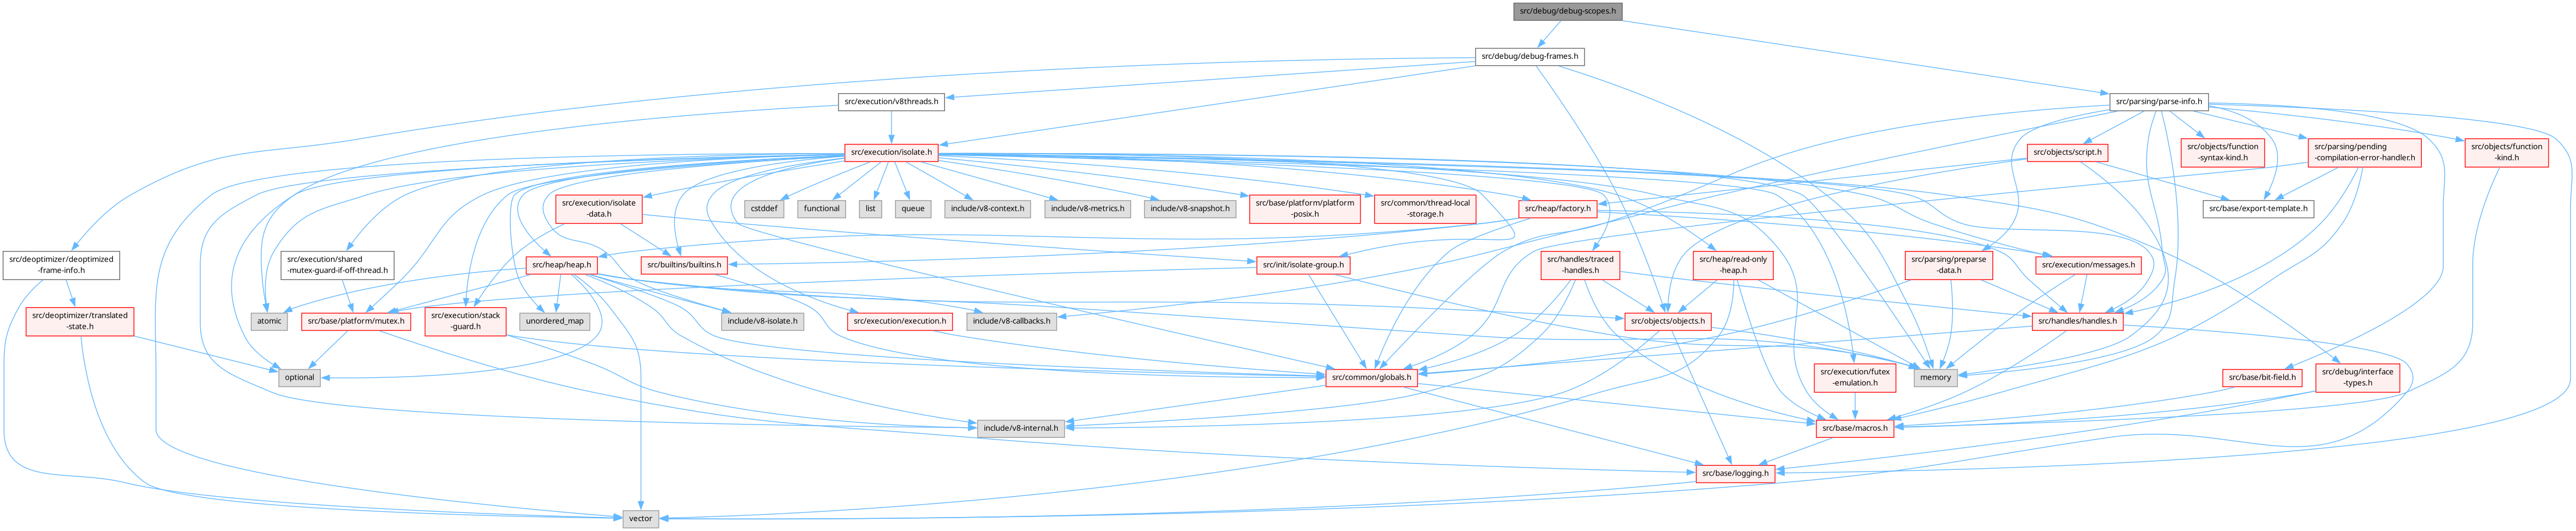 src/debug/debug-scopes.h
src/debug/debug-frames.h
src/execution/v8threads.h
src/parsing/parse-info.h
src/execution/isolate.h
src/objects/script.h
src/objects/function
-syntax-kind.h
src/parsing/pending
-compilation-error-handler.h
src/objects/function
-kind.h
src/execution/isolate
-data.h
cstddef
functional
list
queue
include/v8-context.h
include/v8-metrics.h
include/v8-snapshot.h
src/base/platform/platform
-posix.h
src/common/thread-local
-storage.h
src/heap/factory.h
src/base/export-template.h
src/deoptimizer/deoptimized
-frame-info.h
src/execution/shared
-mutex-guard-if-off-thread.h
src/heap/heap.h
src/builtins/builtins.h
src/init/isolate-group.h
src/handles/traced
-handles.h
src/heap/read-only
-heap.h
src/parsing/preparse
-data.h
src/execution/messages.h
src/deoptimizer/translated
-state.h
atomic
src/base/platform/mutex.h
src/execution/stack
-guard.h
unordered_map
include/v8-isolate.h
src/execution/execution.h
include/v8-callbacks.h
src/objects/objects.h
src/handles/handles.h
optional
src/common/globals.h
src/execution/futex
-emulation.h
memory
src/base/bit-field.h
src/debug/interface
-types.h
include/v8-internal.h
src/base/macros.h
src/base/logging.h
vector